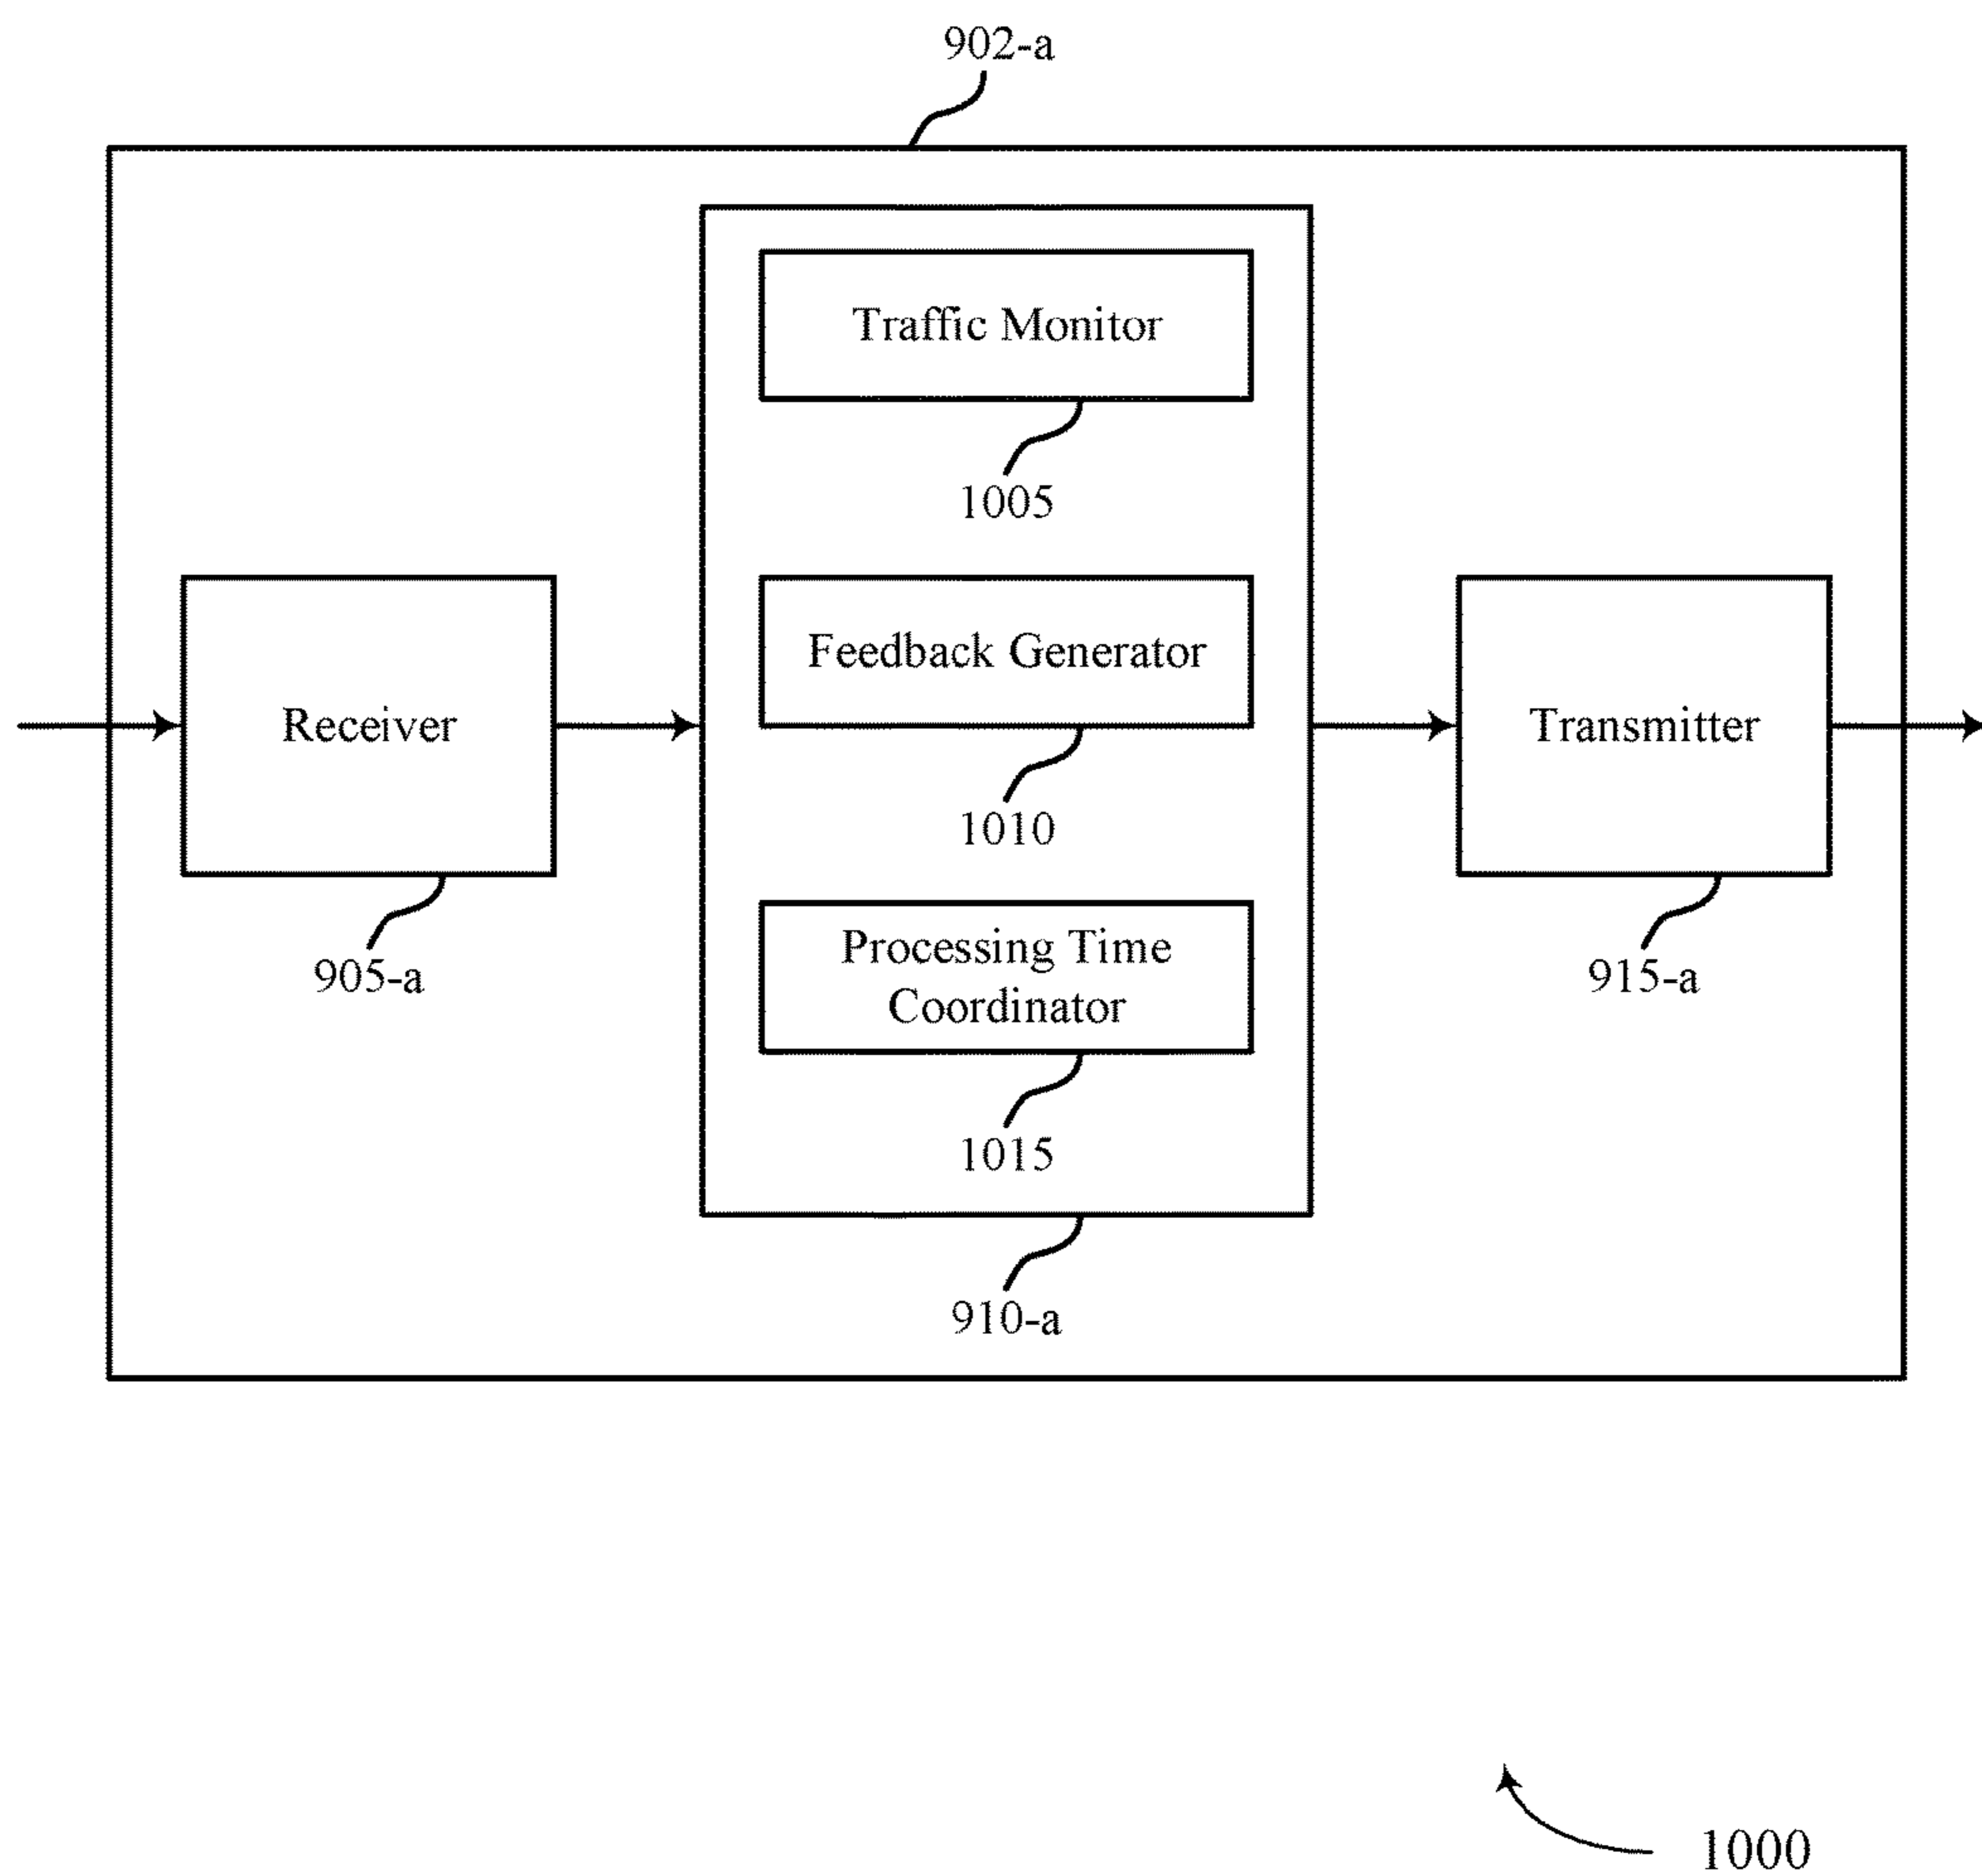 902-a
Traffic Monitor
1005
Feedback Generator
1010
Receiver
905-a
Transmitter
915-a
Processing Time
Coordinator
1015
910-a
1000